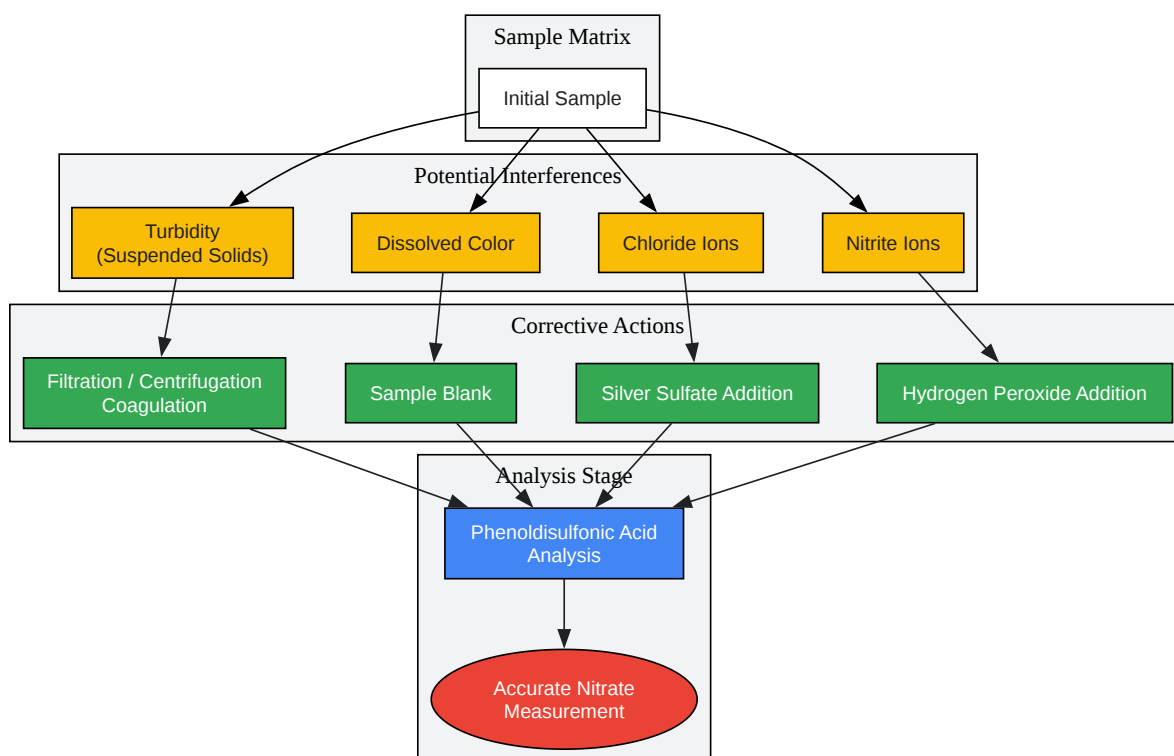 Sample Matrix
Initial Sample
Potential Interferences
Turbidity
(Suspended Solids)
Dissolved Color
Chloride Ions
Nitrite Ions
Corrective Actions
Filtration / Centrifugation
Coagulation
Sample Blank
Silver Sulfate Addition
Hydrogen Peroxide Addition
Analysis Stage
Phenoldisulfonic Acid
Analysis
Accurate Nitrate
Measurement